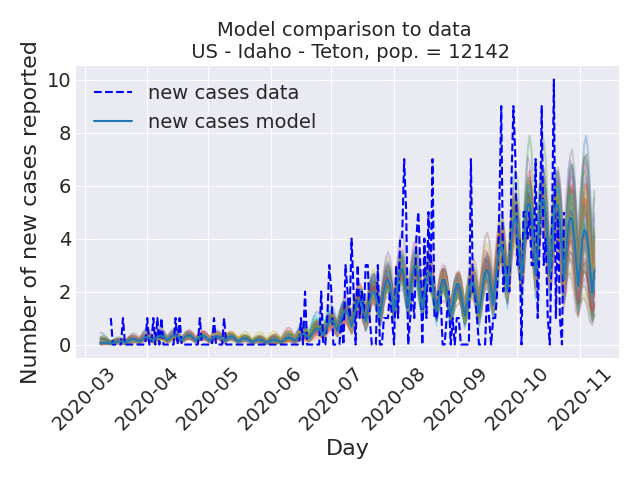 Model comparison to data
US - Idaho - Teton, pop. = 12142
Number of new cases reported
10
8
6
4
2
0
new cases data
new cases model
2020-03
2020-04
2020-05
2020-06
2020-07
2020-08
2020-09
2020-10
2020-11
Day